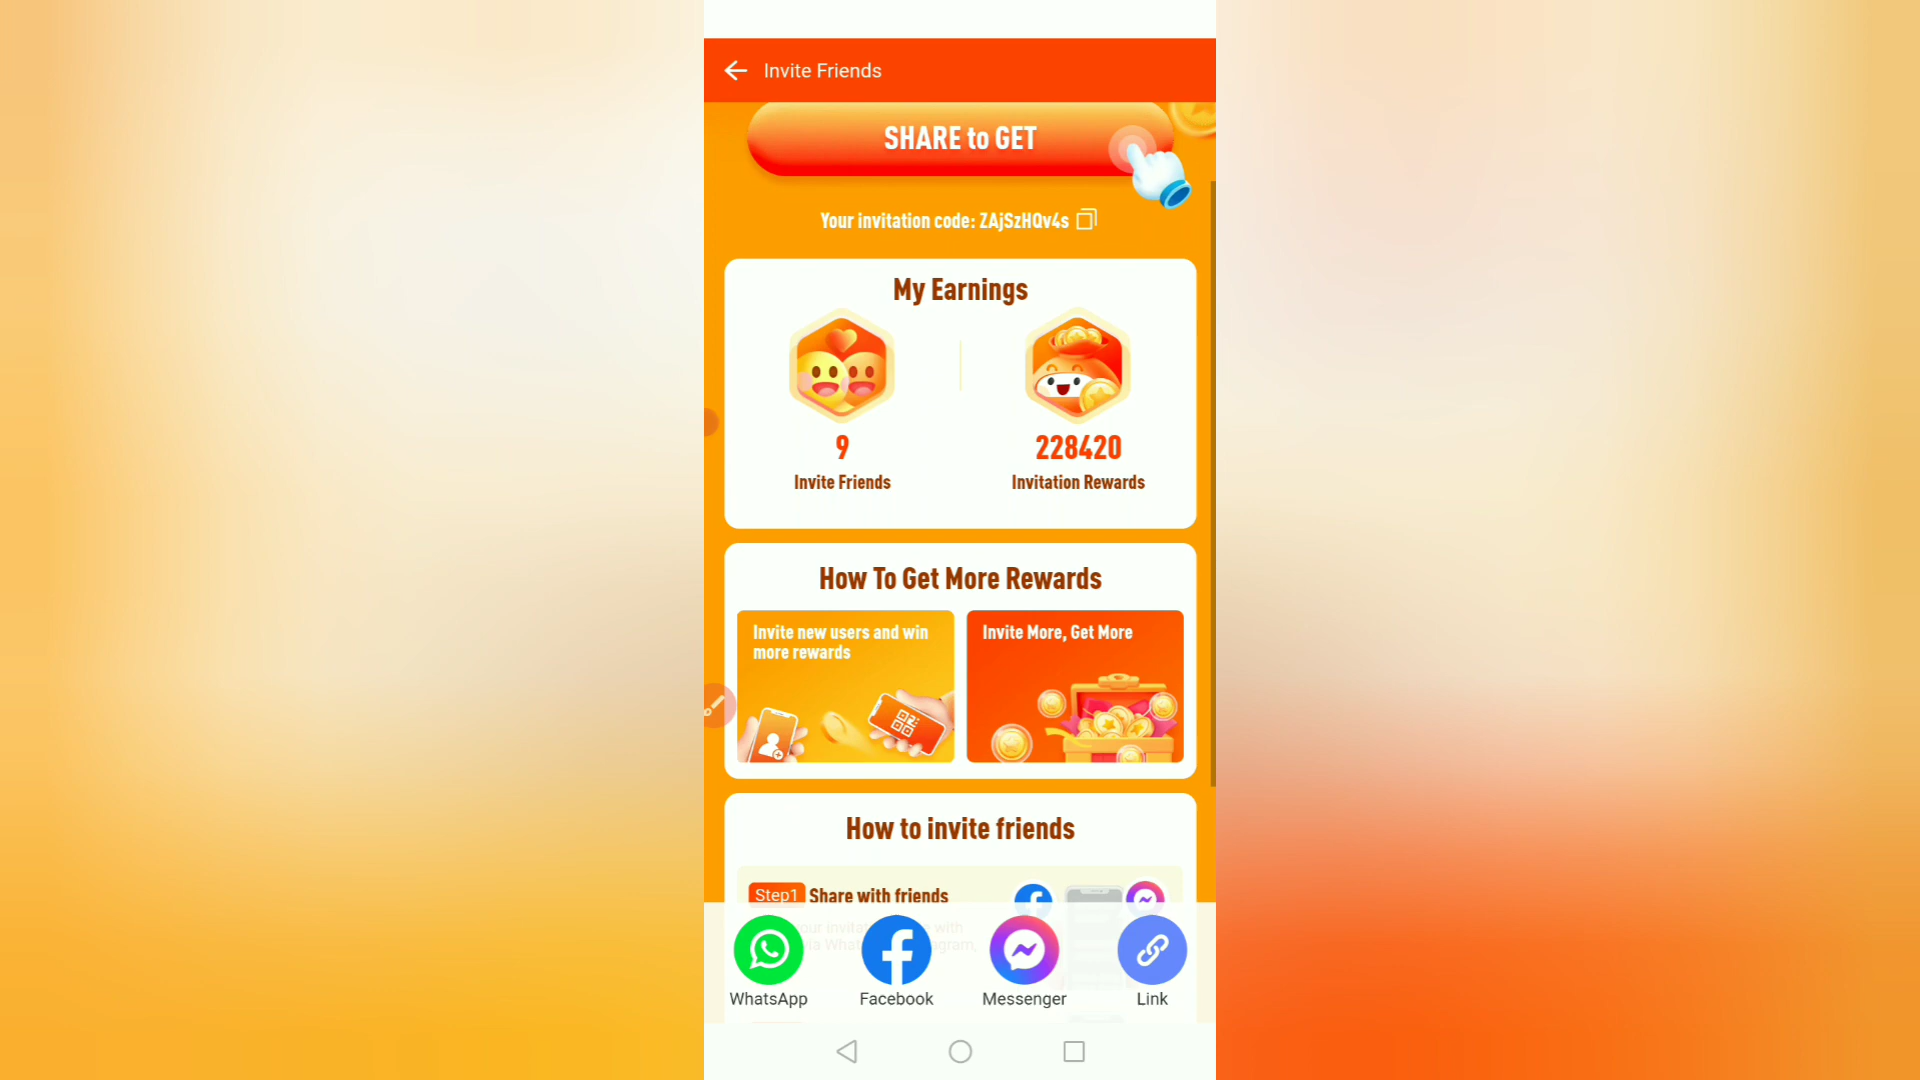 Invite Friends
SHARE to GET
Your invitation code: ZAjSzHQv4s
My Earnings
9
Invite Friends
228420
Invitation Rewards
How To Get More Rewards
Invite new users and win
more rewards
Invite More, Get More
How to invite friends
Step1 Share with friends
WhatsApp
Facebook
Messenger
Link